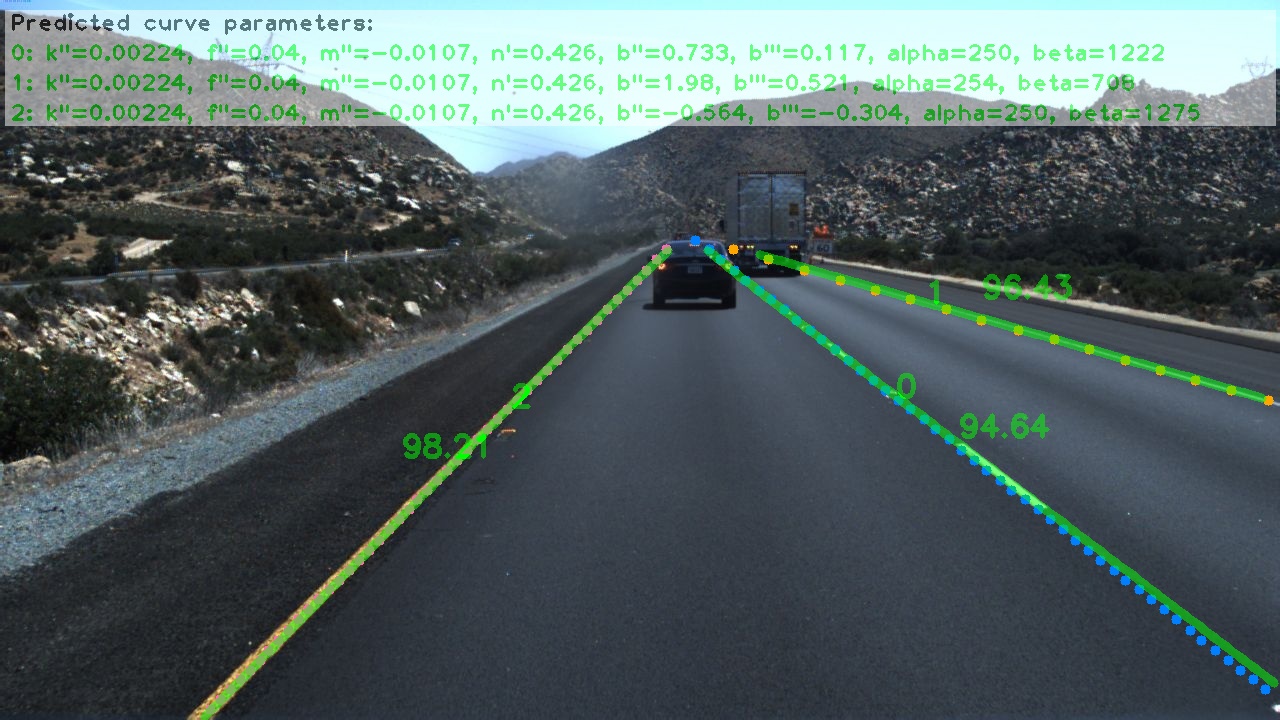 Predicted curve parameters:
0: k''=0.00224, f''=0.04, m''=-0.0107, n'=0.426, b''=0.733, b'''=0.117, alpha=250, beta=1222
1: k''=0.00224, f''=0.04, m''=-0.0107, n'=0.426, b''=1.98, b'''=0.521, alpha=254, beta=708
2: k''=0.00224, f''=0.04, m''=-0.0107, n'=0.426, b''=-0.564, b'''=-0.304, alpha=250, beta=1275
60
1 96.43
0
2
94.64
98.21